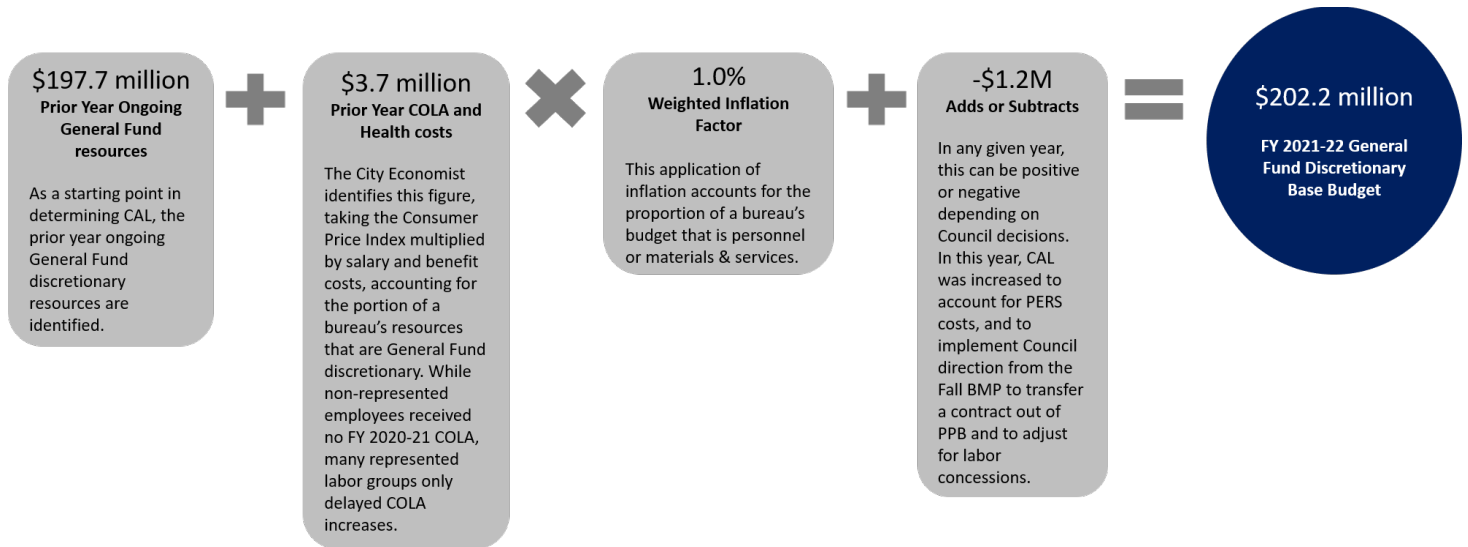 $197.7 million
Prior Year Ongoing
General Fund
resources
As a starting point in
determining CAL, the
prior year ongoing
General Fund
discretionary
resources are
identified.
$3.7 million
Prior Year COLA and
Health costs
The City Economist
identifies this figure,
taking the Consumer
Price Index multiplied
by salary and benefit
costs, accounting for
the portion of a
bureau’s resources
that are General Fund
discretionary. While
non-represented
employees received
no FY 2020-21 COLA,
many represented
labor groups only
delayed COLA
increases.
1.0%
Weighted Inflation
Factor
This application of
inflation accounts for the
proportion of a bureau’s
budget that is personnel
or materials & services.
-$1.2M
Adds or Subtracts
In any given year,
this can be positive
or negative
depending on
Council decisions.
In this year, CAL
was increased to
account for PERS
costs, and to
implement Council
direction from the
Fall BMP to transfer
a contract out of
PPB and to adjust
for labor
concessions.
$202.2 million
FY 2021-22 General
Fund Discretionary
Base Budget